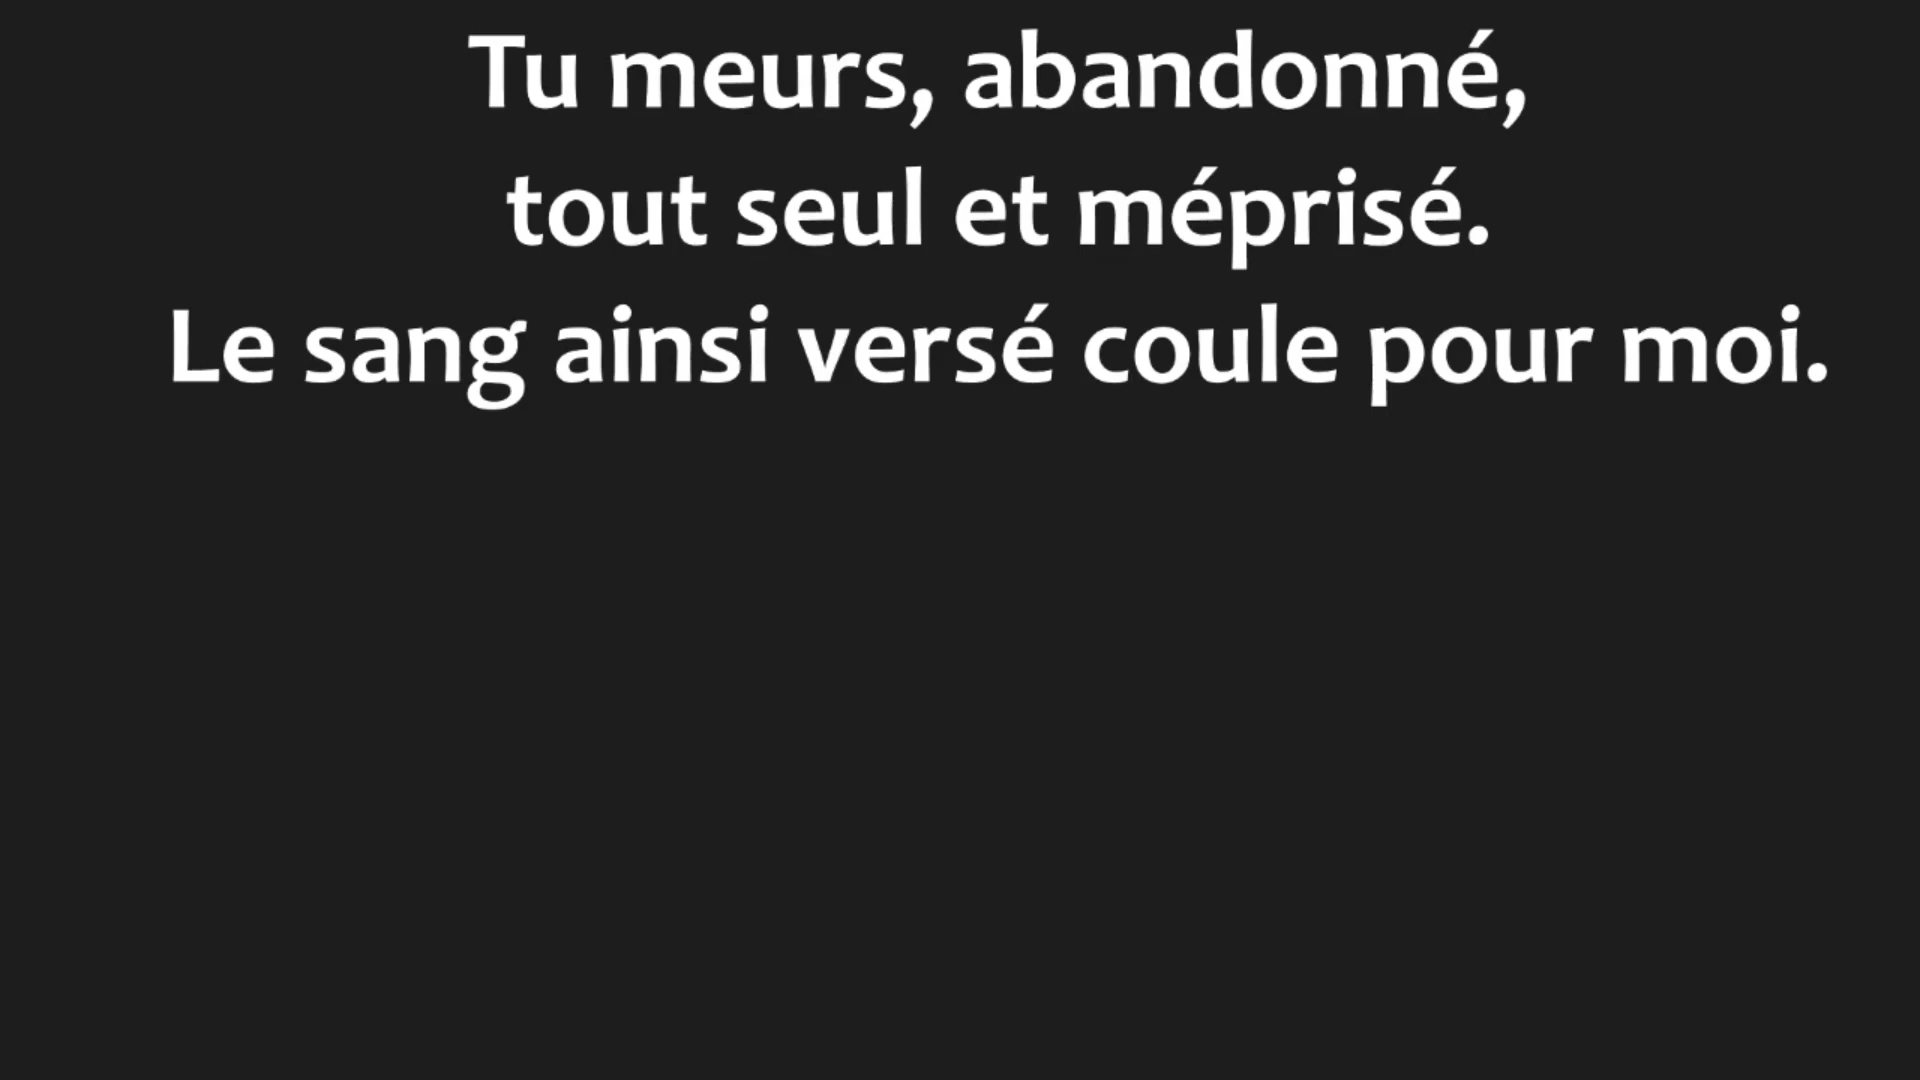 Tu meurs, abandonné,
tout seul et méprisé.
Le sang ainsi versé coule pour moi.